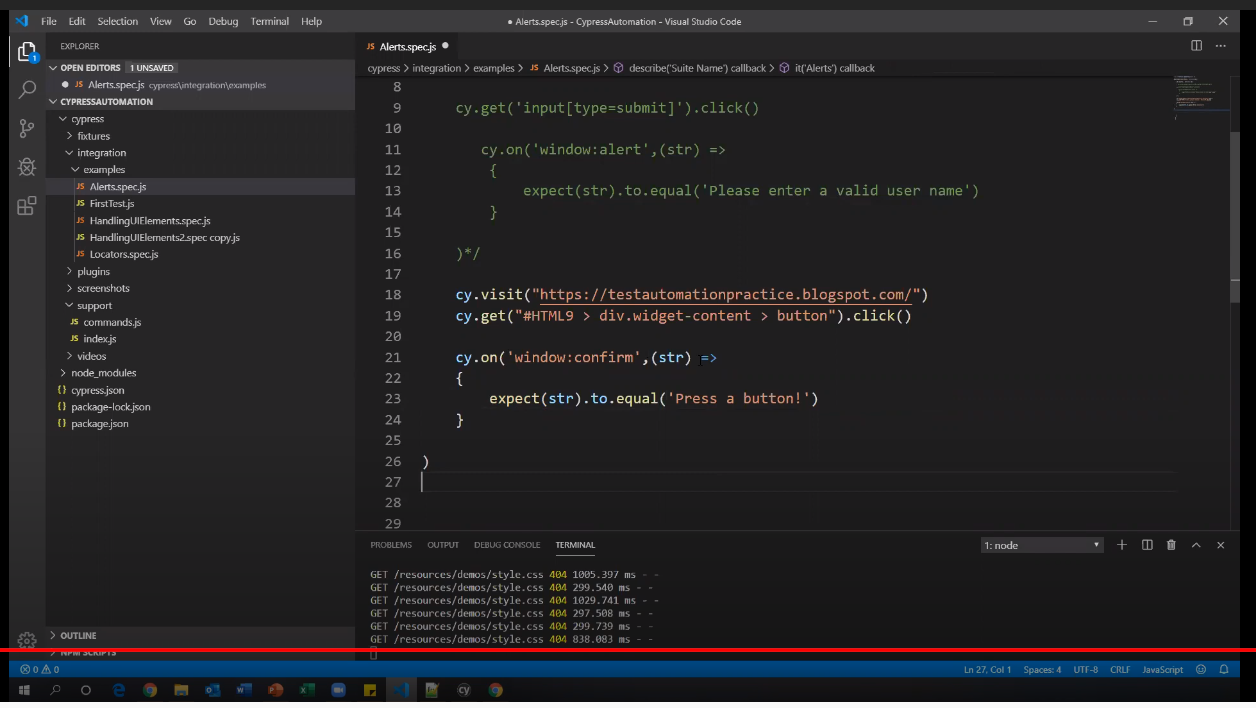 File Edit Selection View Go Debug Terminal Help
● Alerts.spec.js - CypressAutomation - Visual Studio Code
EXPLORER
OPEN EDITORS 1 UNSAVED
JS Alerts.spec.js cypress\integration\examples
CYPRESSAUTOMATION
cypress
fixtures
integration
examples
JS Alerts.spec.js
JS FirstTest.js
JS HandlingUIElements.spec.js
JS HandlingUIElements2.spec copy.js
JS Locators.spec.js
plugins
screenshots
support
JS commands.js
JS index.js
videos
node_modules
{} cypress.json
{} package-lock.json
{} package.json
OUTLINE
NPM SCRIPTS
1
JS Alerts.spec.js ●
cypress > integration > examples > JS Alerts.spec.js > describe('Suite Name') callback > it('Alerts') callback
8
9 cy.get('input[type=submit]').click()
10
11 cy.on('window:alert',(str) =>
12 {
13 expect(str).to.equal('Please enter a valid user name')
14 }
15
16 )*/
17
18 cy.visit("https://testautomationpractice.blogspot.com/")
19 cy.get("#HTML9 > div.widget-content > button").click()
20
21 cy.on('window:confirm',(str) =>
22 {
23 expect(str).to.equal('Press a button!')
24 }
25
26 )
27
28
29
PROBLEMS OUTPUT DEBUG CONSOLE TERMINAL 1: node
GET /resources/demos/style.css 404 1005.397 ms - -
GET /resources/demos/style.css 404 299.540 ms - -
GET /resources/demos/style.css 404 1029.741 ms - -
GET /resources/demos/style.css 404 297.508 ms - -
GET /resources/demos/style.css 404 299.739 ms - -
GET /resources/demos/style.css 404 838.083 ms - -
0 0 Ln 27, Col 1 Spaces: 4 UTF-8 CRLF JavaScript
cy